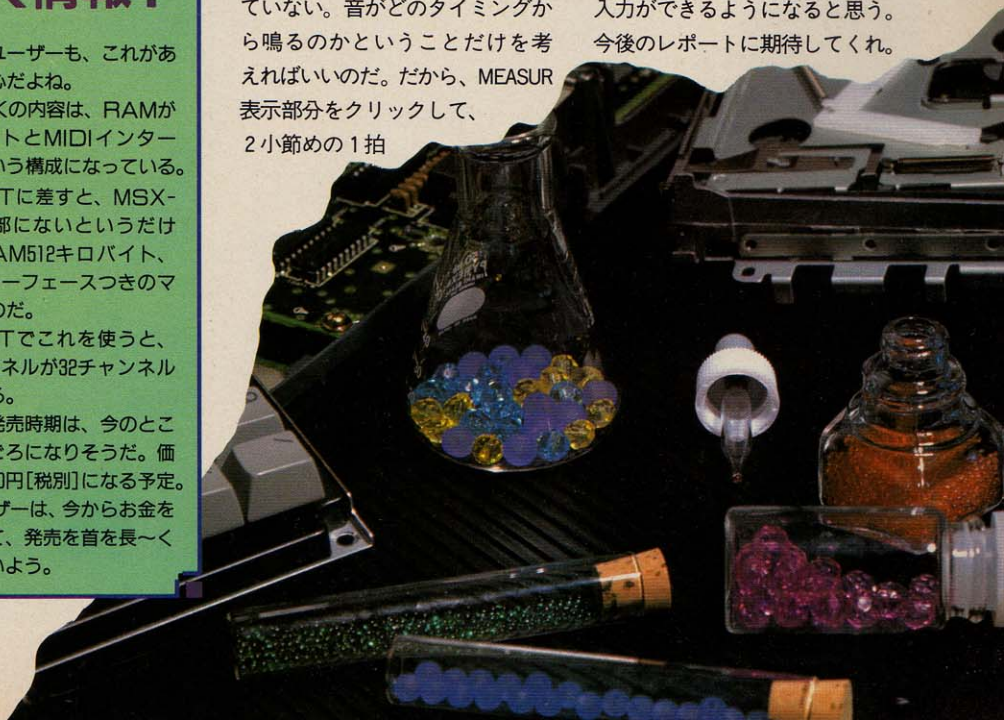 ユーザーも、これがあ
だよね。
の内容は、RAMが
トとMIDIインター
いう構成になっている。
Tに差すと、MSX-
部にないというだけ
AM512キロバイト、
ーフェースつきのマ
のだ。
Tでこれを使うと、
ネルが32チャンネル
る。
発売時期は、今のとこ
ごろになりそうだ。価
0円[税別]になる予定。
ザーは、今からお金を
て、発売を首を長〜く
いよう。
ていない。音がどのタイミングか
ら鳴るのかということだけを考
えればいいのだ。だから、MEASUR
表示部分をクリックして、
2小節めの1拍
入力ができるようになると思う。
今後のレポートに期待してくれ。